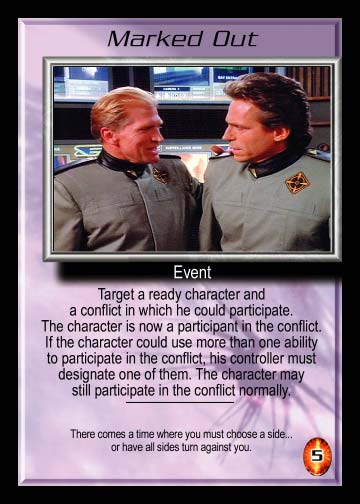 Marked Out
Event
Target a ready character and
a conflict in which he could participate.
The character is now a participant in the conflict.
If the character could use more than one ability
to participate in the conflict, his controller must
designate one of them. The character may
still participate in the conflict normally.
There comes a time where you must choose a side...
or have all sides turn against you.
5